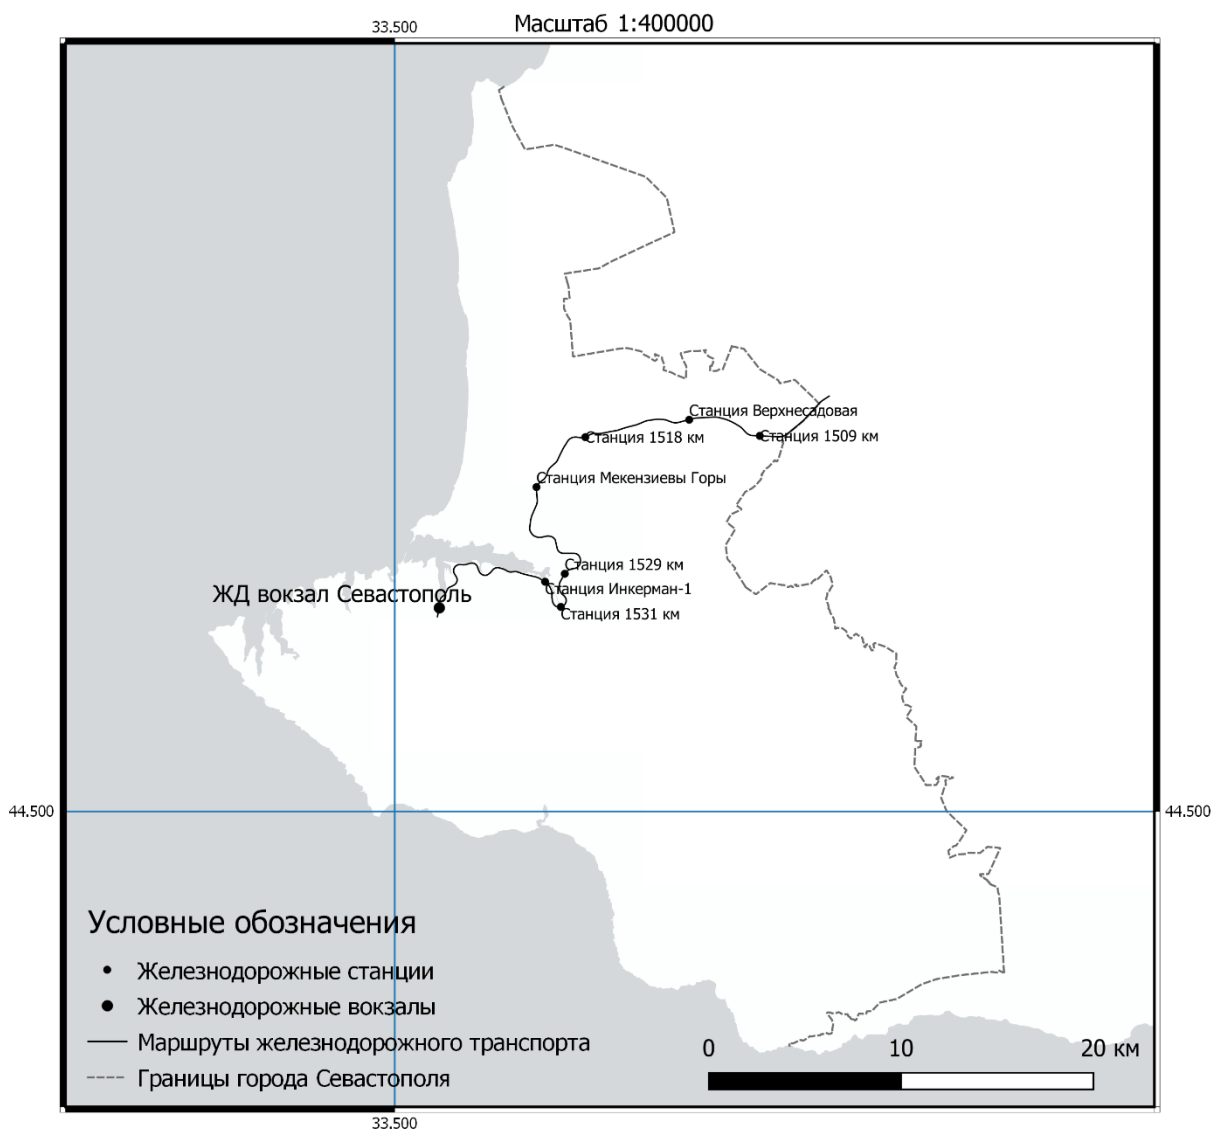 Масштаб 1:400000
33.500
Станция Верхнесадовая
Станция 1518 км
Станция 1509 км
Станция Мекензиевы Горы
Станция 1529 км
Станция Инкерман-1
ЖД вокзал Севастополь
Станция 1531 км
44.500
44.500
Условные обозначения
Железнодорожные станции
Железнодорожные вокзалы
Маршруты железнодорожного транспорта
Границы города Севастополя
0 10 20 км
33.500